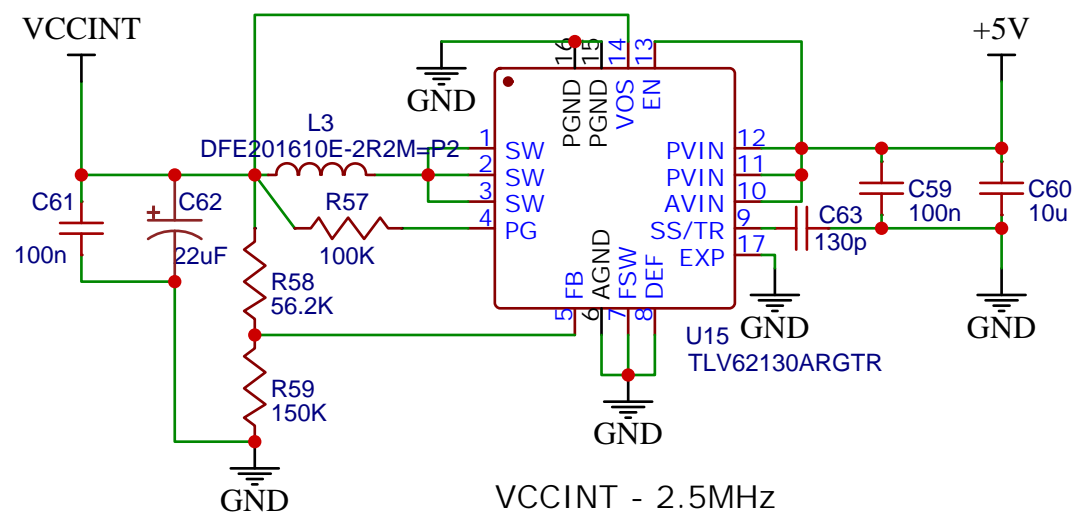 VCCINT
+5V
GND
16
15
14
13
PGND
PGND
VOS
EN
L3
DFE201610E-2R2M=P2
1
SW
2
SW
3
SW
4
PG
PVIN
12
PVIN
11
AVIN
10
SS/TR
9
EXP
17
C61
100n
C62
22uF
R57
100K
C63
130p
C59
100n
C60
10u
R58
56.2K
FB
AGND
FSW
DEF
5
6
7
8
GND
GND
U15
TLV62130ARGTR
R59
150K
GND
GND
VCCINT - 2.5MHz